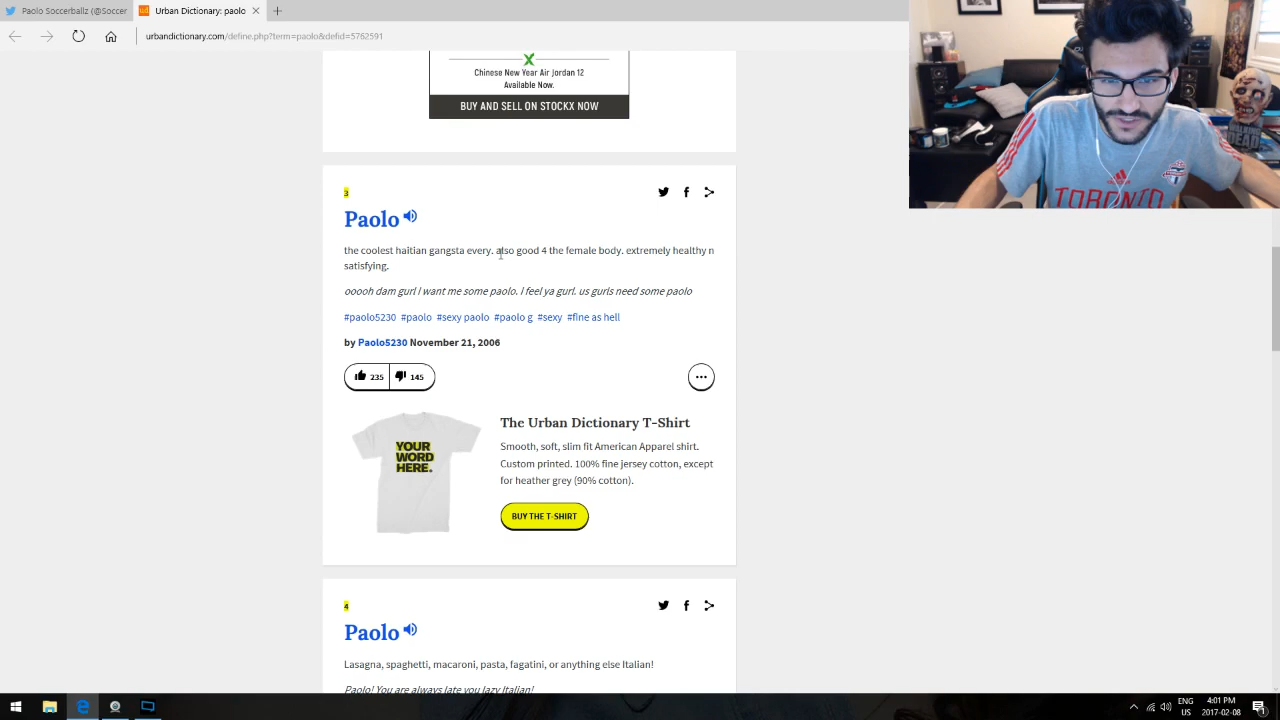 Paolo Soccerballz (@Soccer
Urban Dictionary: paolo
urbandictionary.com/define.php?term=paolo&defid=5762591
Chinese New Year Air Jordan 12
Available Now.
BUY AND SELL ON STOCKX NOW
3
Paolo
the coolest haitian gangsta every. also good 4 the female body. extremely healthy n
satisfying.
ooooh dam gurl I want me some paolo. I feel ya gurl. us gurls need some paolo
#paolo5230 #paolo #sexy paolo #paolo g #sexy #fine as hell
by Paolo5230 November 21, 2006
235 145
The Urban Dictionary T-Shirt
Smooth, soft, slim fit American Apparel shirt.
Custom printed. 100% fine jersey cotton, except
for heather grey (90% cotton).
YOUR
WORD
HERE.
BUY THE T-SHIRT
4
Paolo
Lasagna, spaghetti, macaroni, pasta, fagatini, or anything else Italian!
Paolo! You are always late you lazy Italian!
TORONTO
WALKING
DEAD
ENG
US
4:01 PM
2017-02-08